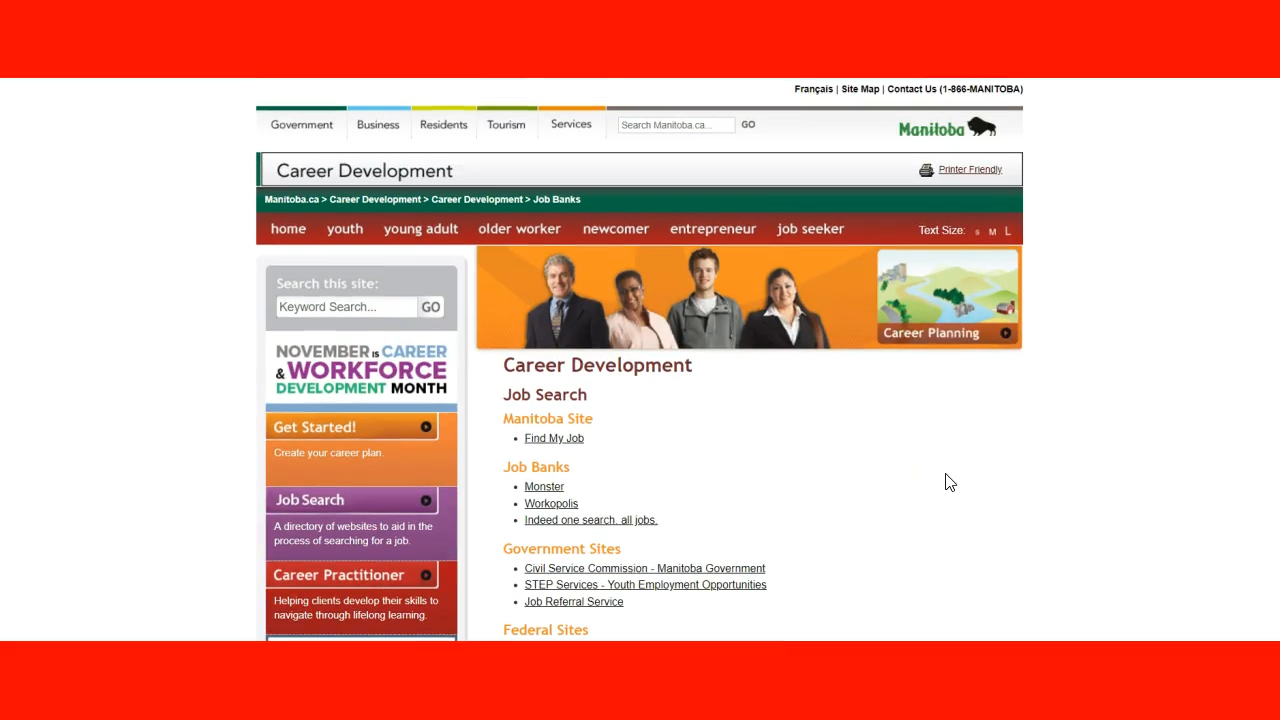 Français | Site Map | Contact Us (1-866-MANITOBA)
Government Business Residents Tourism Services Search Manitoba.ca... GO Manitoba
Career Development Printer Friendly
Manitoba.ca > Career Development > Career Development > Job Banks
home youth young adult older worker newcomer entrepreneur job seeker Text Size: S M L
Search this site:
Keyword Search... GO
NOVEMBER IS CAREER
& WORKFORCE
DEVELOPMENT MONTH
Get Started!
Create your career plan.
Job Search
A directory of websites to aid in the
process of searching for a job.
Career Practitioner
Helping clients develop their skills to
navigate through lifelong learning.
Career Planning
Career Development
Job Search
Manitoba Site
• Find My Job
Job Banks
• Monster
• Workopolis
• Indeed one search. all jobs.
Government Sites
• Civil Service Commission - Manitoba Government
• STEP Services - Youth Employment Opportunities
• Job Referral Service
Federal Sites